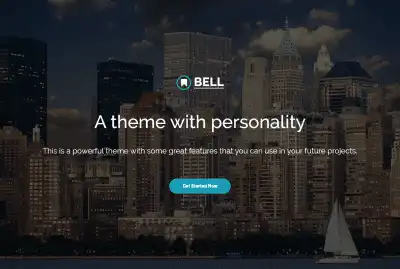 BELL
A theme with personality
This is a powerful theme with some great features that you can use in your future projects.
Get Started Now